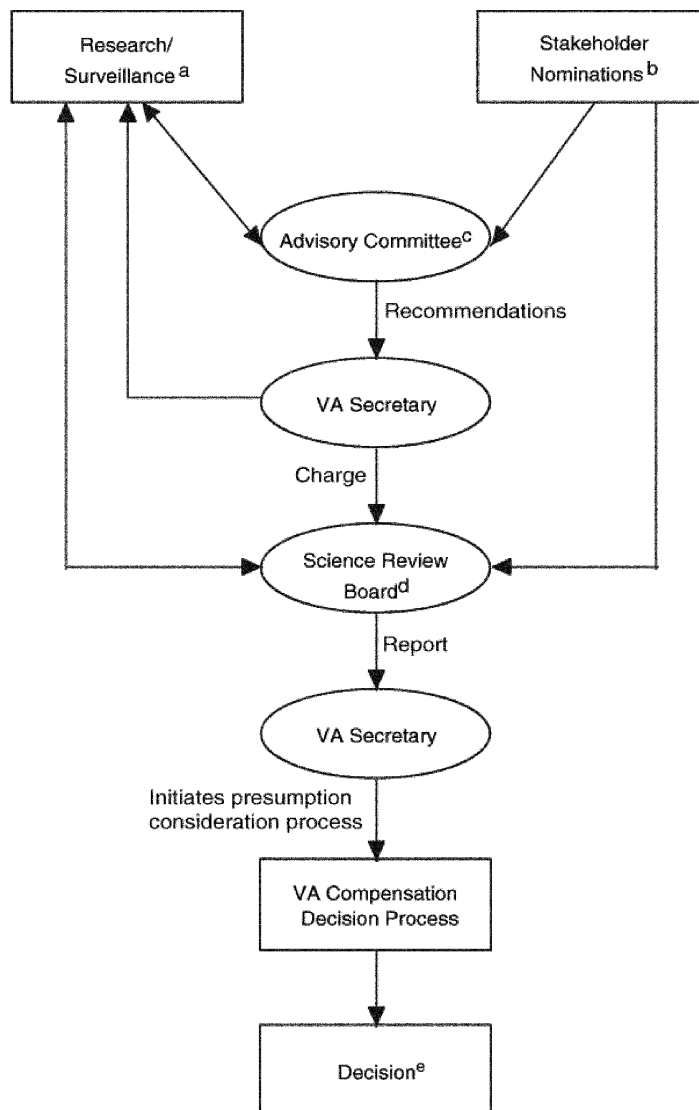 Research/
Surveillance a
Stakeholder
Nominations b
Advisory Committee c
Recommendations
VA Secretary
Charge
Science Review
Board d
Report
VA Secretary
Initiates presumption
consideration process
VA Compensation
Decision Process
Decision e